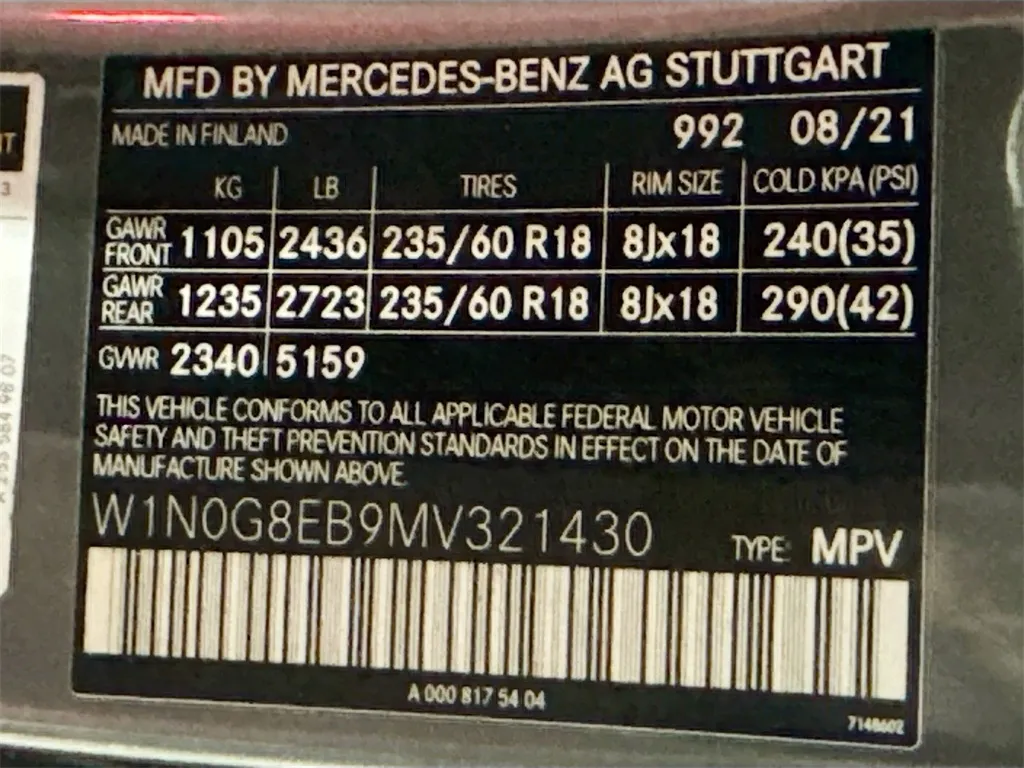 MFD BY MERCEDES-BENZ AG STUTTGART
MADE IN FINLAND 992 08/21
KG LB TIRES RIM SIZE COLD KPA (PSI)
GAWR FRONT 1105 2436 235/60 R18 8Jx18 240(35)
GAWR REAR 1235 2723 235/60 R18 8Jx18 290(42)
GVWR 2340 5159
THIS VEHICLE CONFORMS TO ALL APPLICABLE FEDERAL MOTOR VEHICLE
SAFETY AND THEFT PREVENTION STANDARDS IN EFFECT ON THE DATE OF
MANUFACTURE SHOWN ABOVE.
W1N0G8EB9MV321430 TYPE: MPV
A 000 817 54 04
7148602